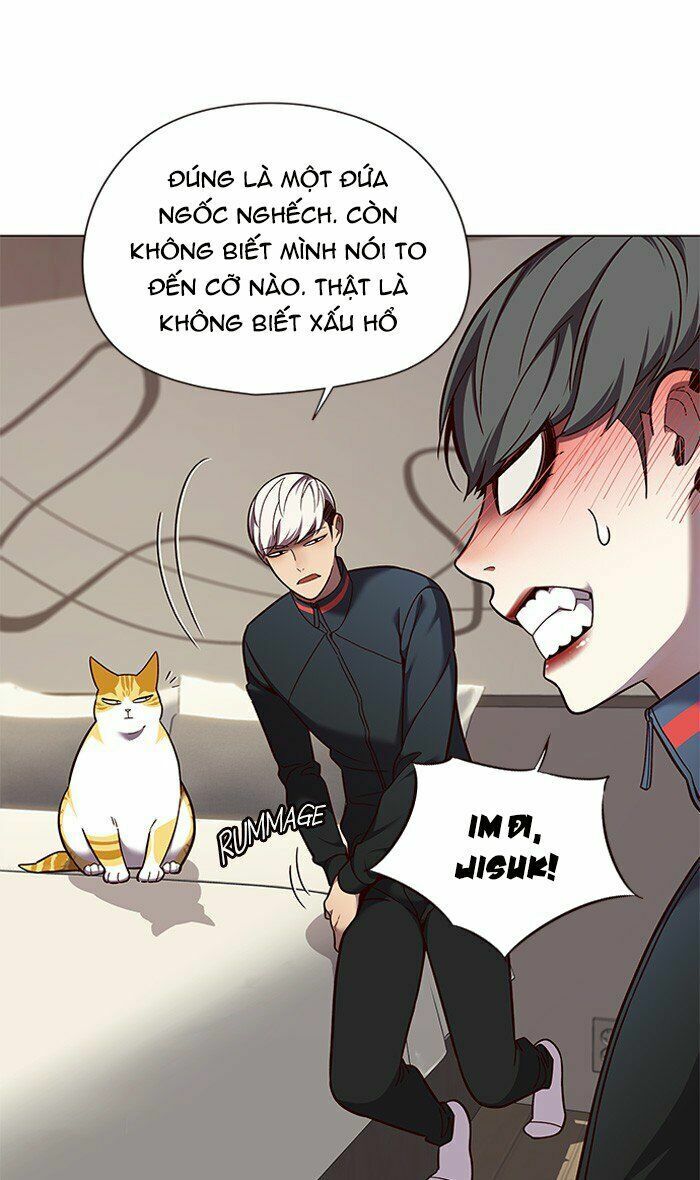 ĐÚNG LÀ MỘT ĐỨA
NGỐC NGHẾCH. CÒN
KHÔNG BIẾT MÌNH NÓI TO
ĐẾN CỠ NÀO. THẬT LÀ
KHÔNG BIẾT XẤU HỔ
RUMMAGE
IM ĐI,
JISUK!